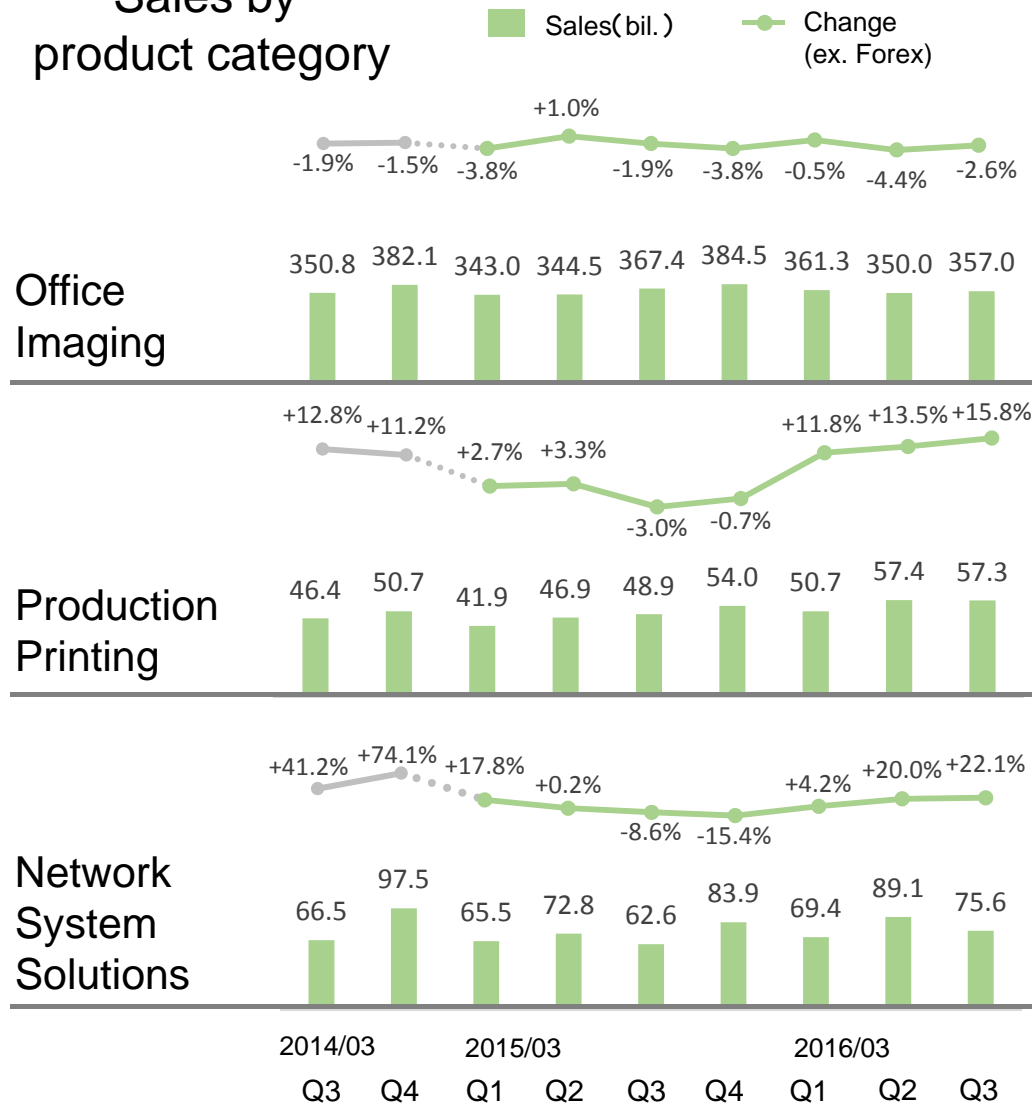 Sales by
product category
Sales(bil.)
Change
(ex. Forex)
+1.0%
-1.9% -1.5% -3.8% -1.9% -3.8% -0.5% -4.4% -2.6%
350.8 382.1 343.0 344.5 367.4 384.5 361.3 350.0 357.0
Office
Imaging
+12.8% +11.2% +2.7% +3.3% +11.8% +13.5% +15.8%
-3.0% -0.7%
46.4 50.7 41.9 46.9 48.9 54.0 50.7 57.4 57.3
Production
Printing
+41.2% +74.1% +17.8% +0.2% +4.2% +20.0% +22.1%
-8.6% -15.4%
66.5 97.5 65.5 72.8 62.6 83.9 69.4 89.1 75.6
Network
System
Solutions
2014/03 2015/03 2016/03
Q3 Q4 Q1 Q2 Q3 Q4 Q1 Q2 Q3